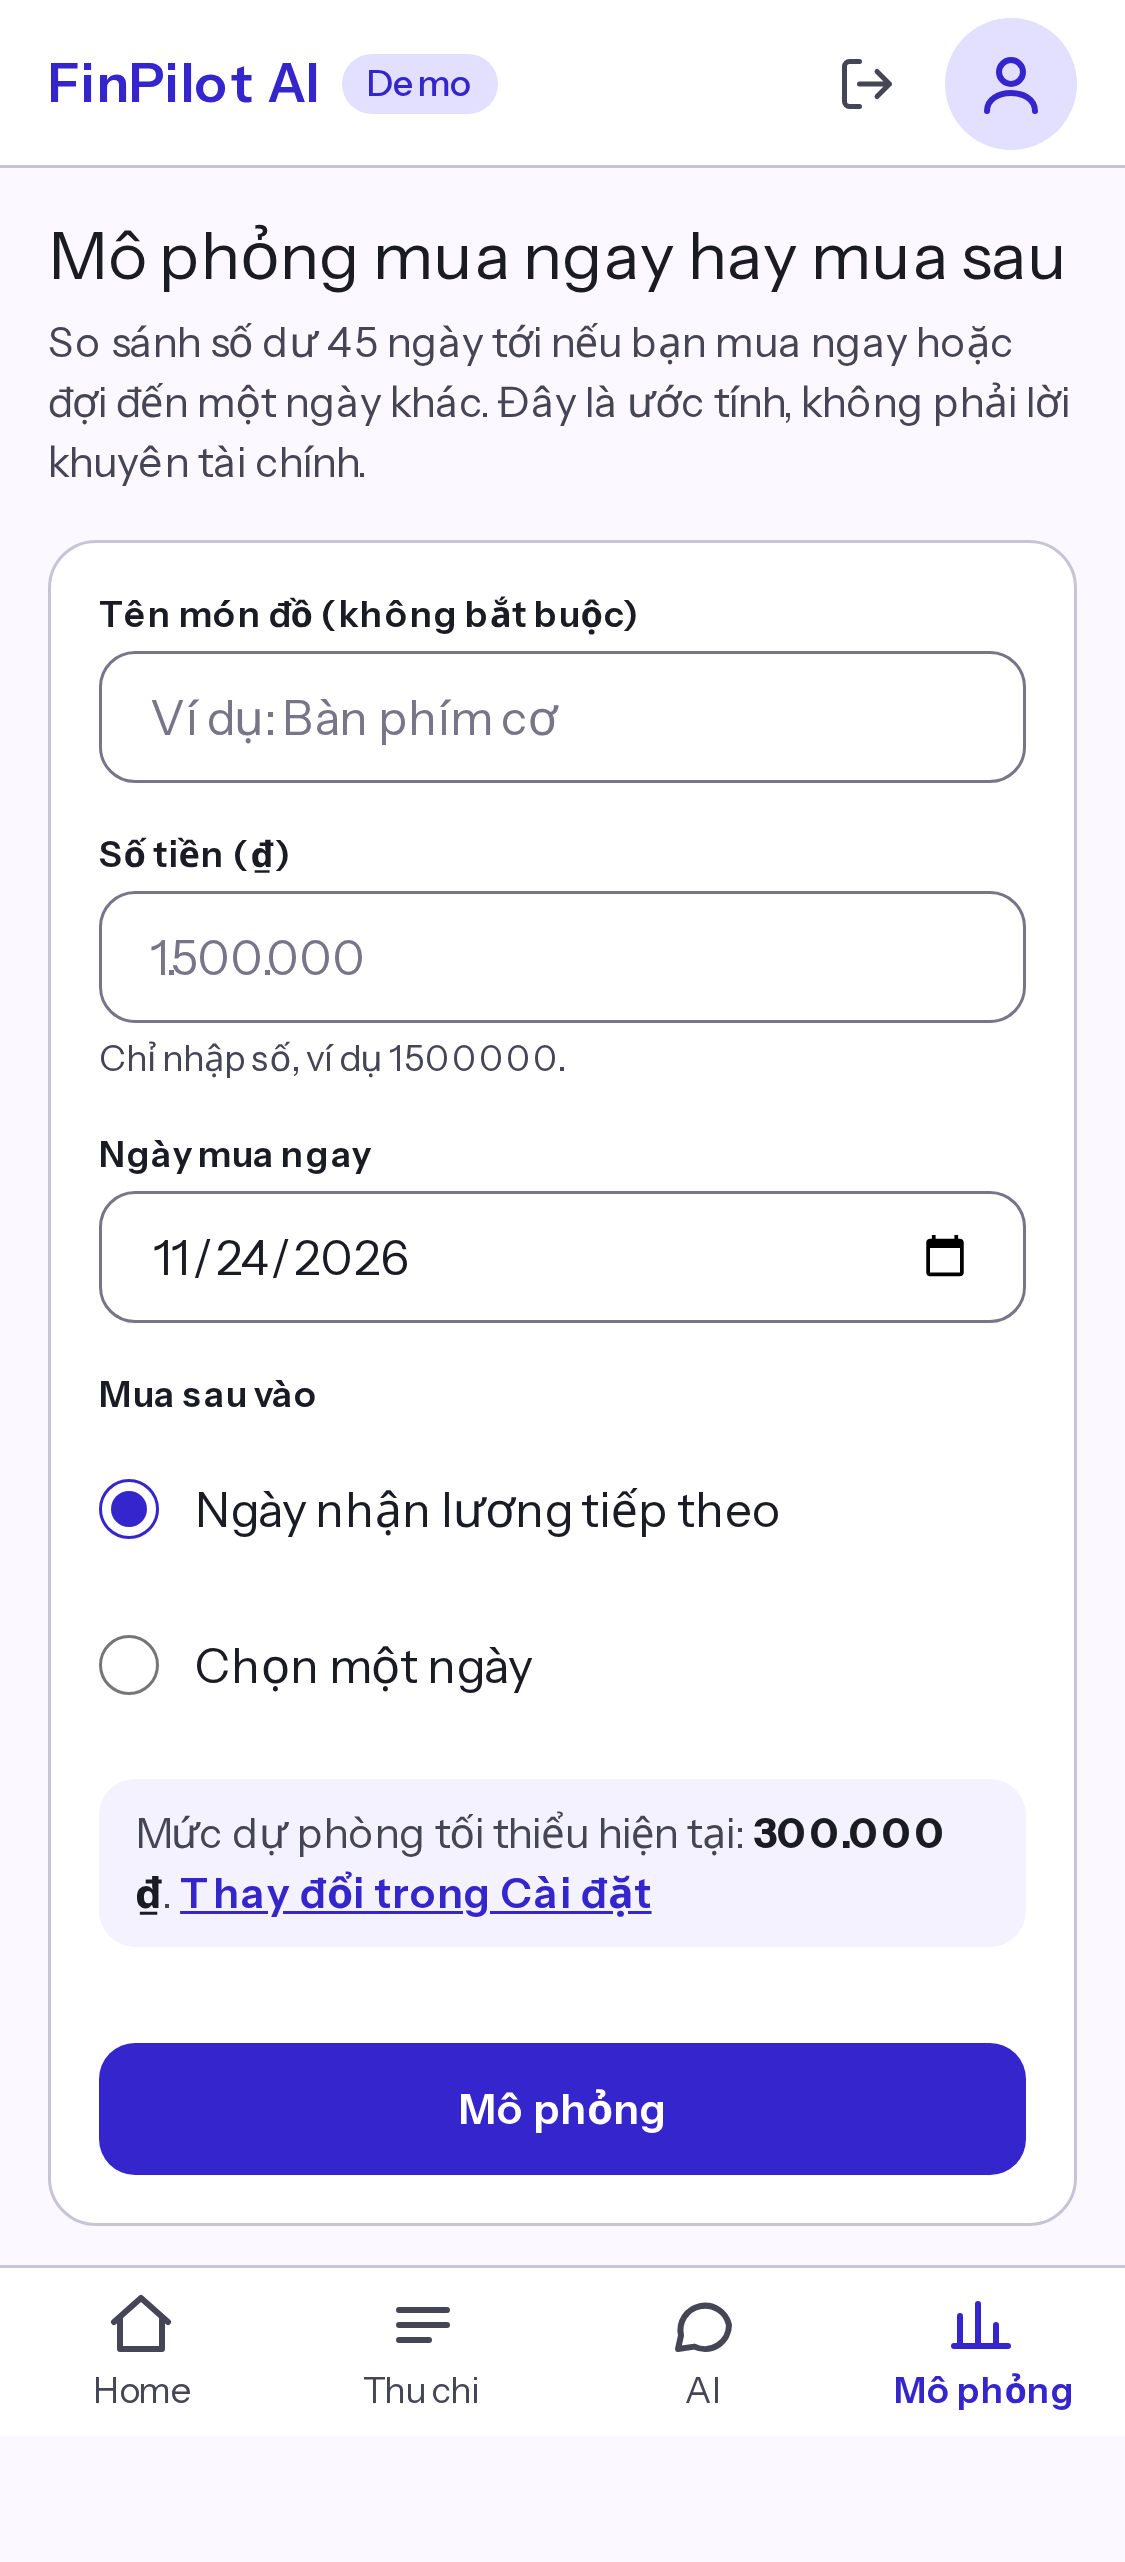 FinPilot AI Demo
Mô phỏng mua ngay hay mua sau
So sánh số dư 45 ngày tới nếu bạn mua ngay hoặc
đợi đến một ngày khác. Đây là ước tính, không phải lời
khuyên tài chính.
Tên món đồ (không bắt buộc)
Ví dụ: Bàn phím cơ
Số tiền (₫)
1.500.000
Chỉ nhập số, ví dụ 1500000.
Ngày mua ngay
11/24/2026
Mua sau vào
Ngày nhận lương tiếp theo
Chọn một ngày
Mức dự phòng tối thiểu hiện tại: 300.000
₫. Thay đổi trong Cài đặt
Mô phỏng
Home Thu chi AI Mô phỏng